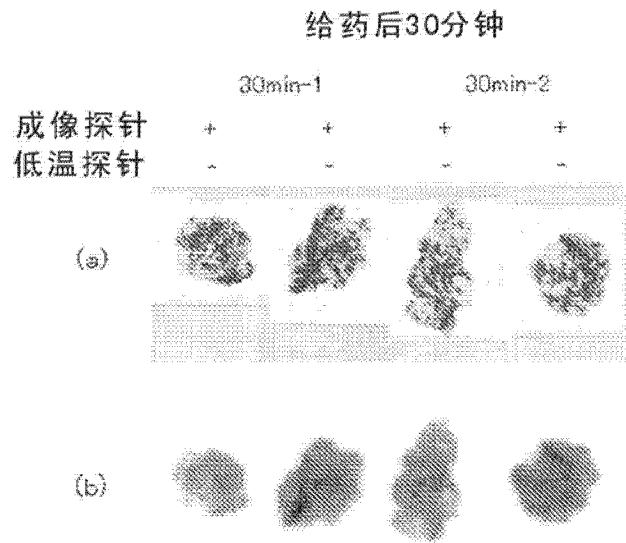 给药后30分钟
30min-1 30min-2
成像探针 + + + +
低温探针 - - - -
(a)
(b)